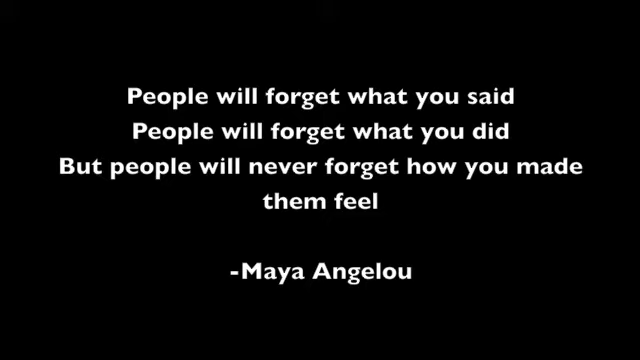 People will forget what you said
People will forget what you did
But people will never forget how you made
them feel
-Maya Angelou